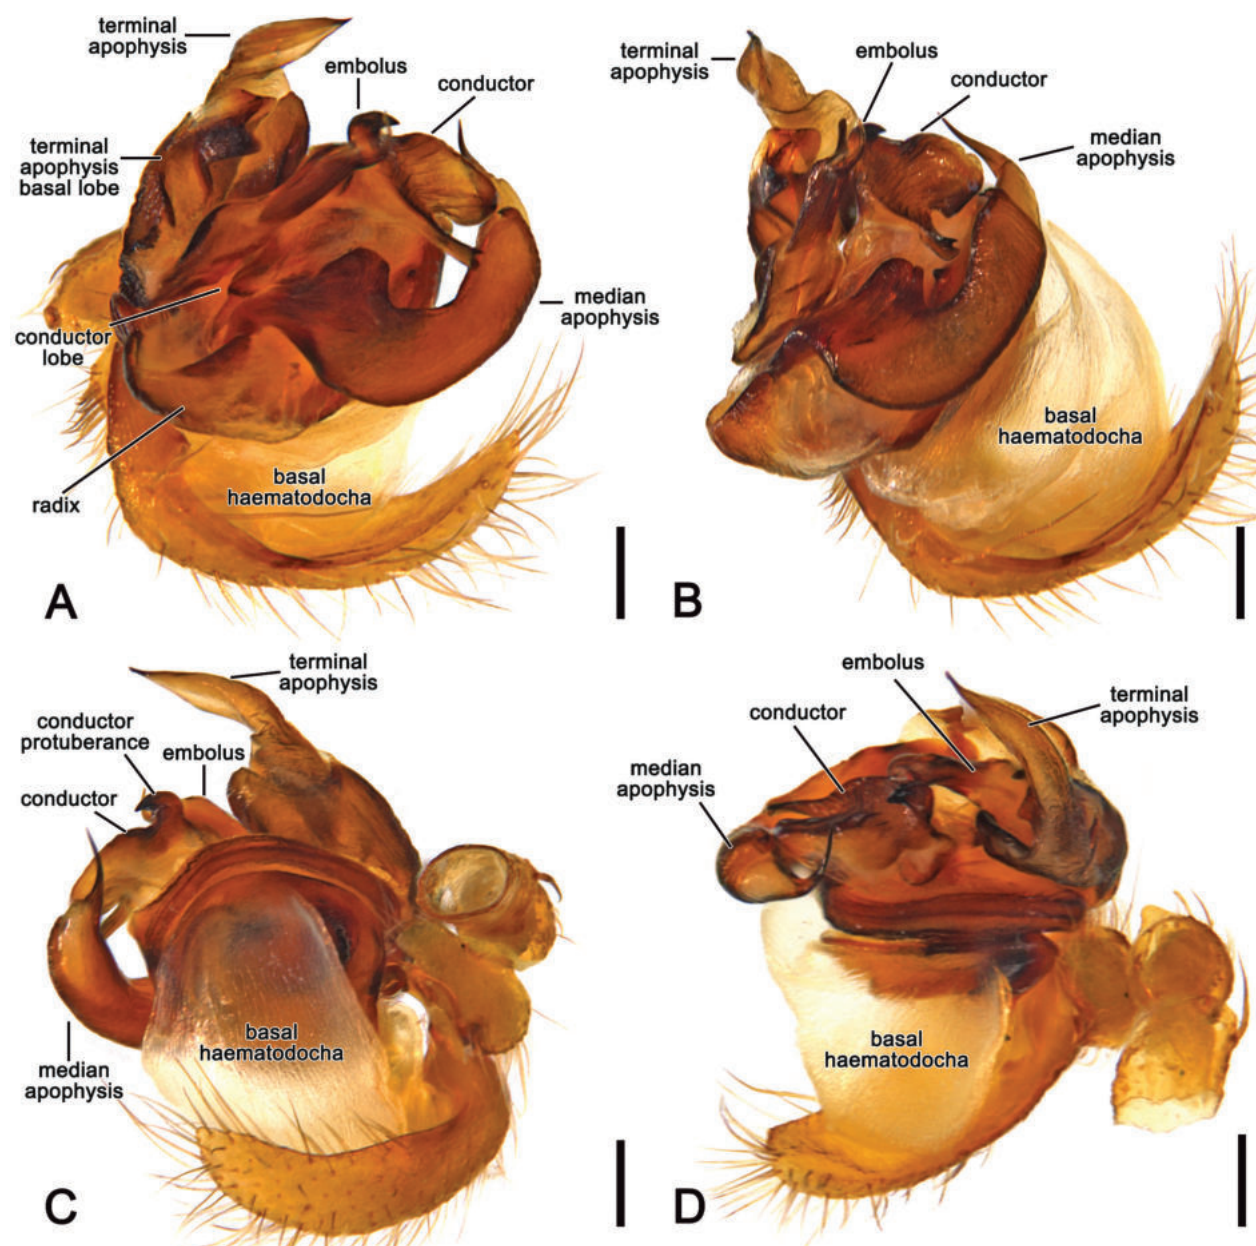 terminal
apophysis
embolus
conductor
terminal
apophysis
basal lobe
median
apophysis
conductor
lobe
basal
haematodocha
radix
A
terminal
apophysis
embolus
conductor
median
apophysis
basal
haematodocha
B
terminal
apophysis
conductor
protuberance
embolus
conductor
basal
haematodocha
median
apophysis
C
embolus
terminal
apophysis
conductor
median
apophysis
basal
haematodocha
D